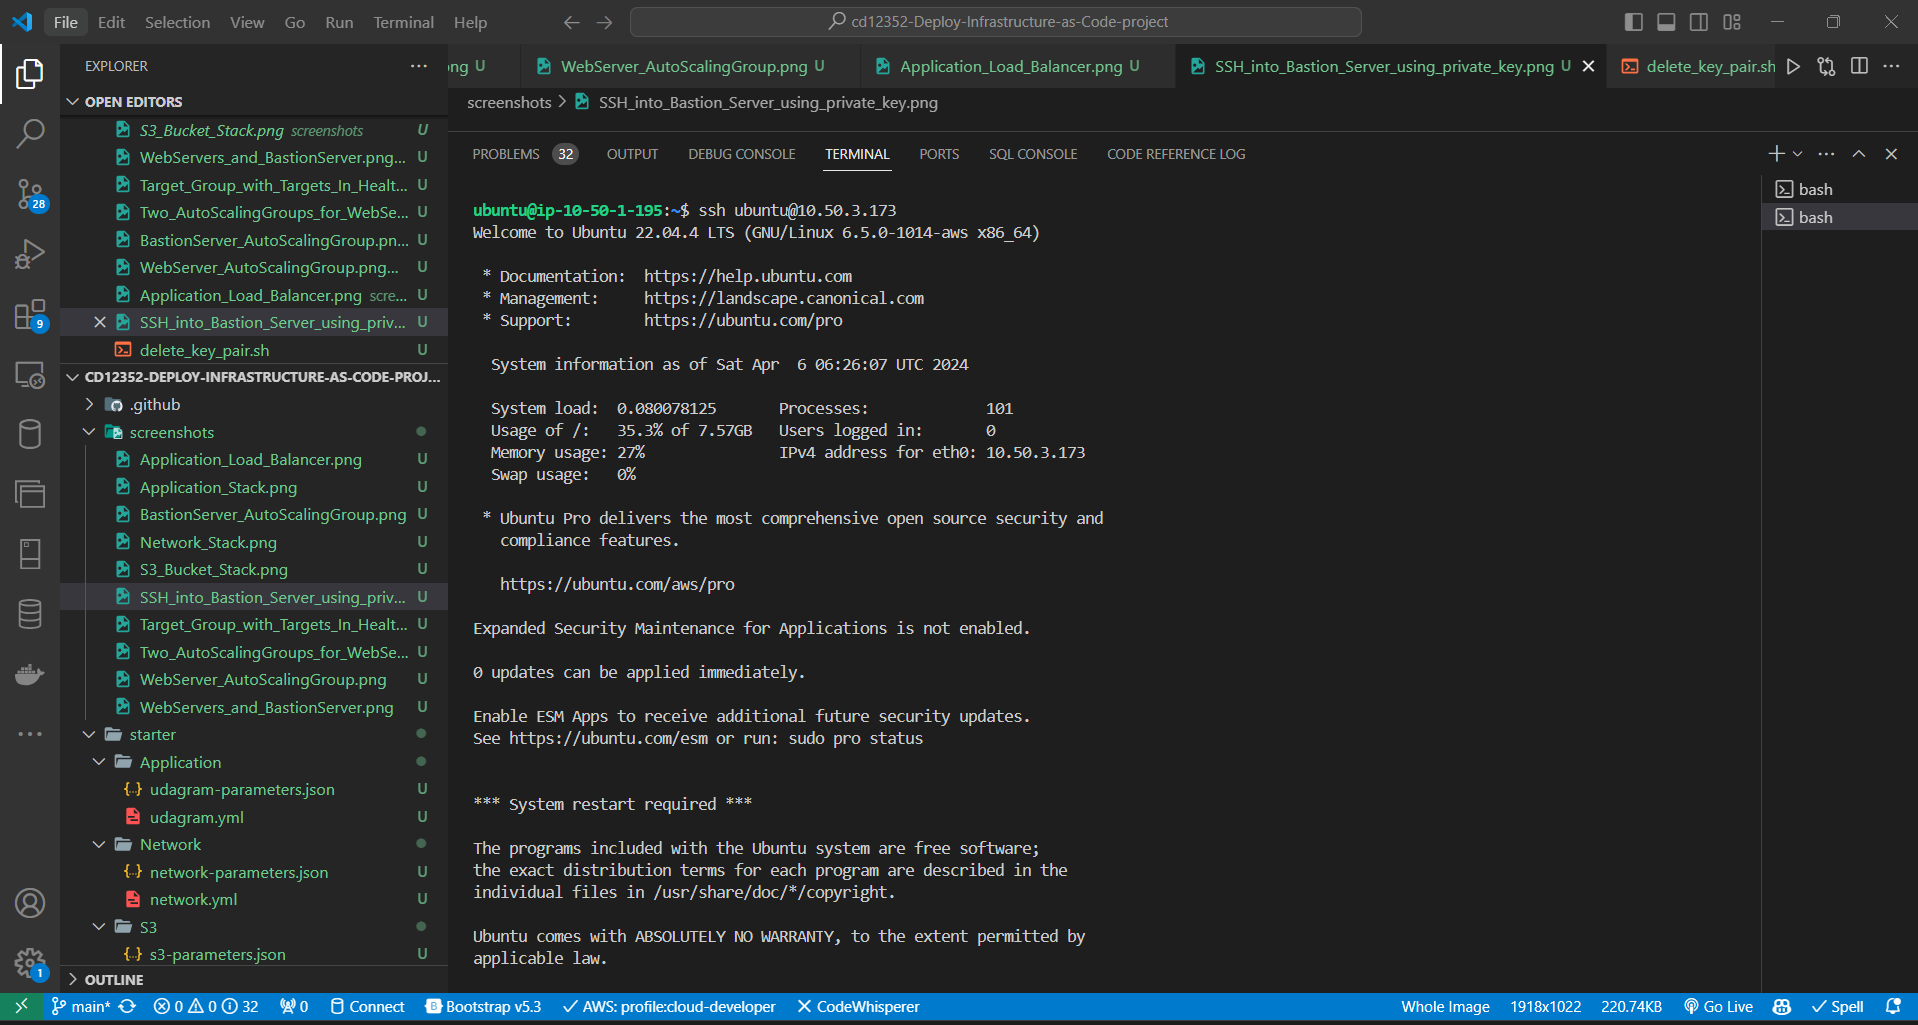 File Edit Selection View Go Run Terminal Help
cd12352-Deploy-Infrastructure-as-Code-project
EXPLORER
OPEN EDITORS
S3_Bucket_Stack.png screenshots U
WebServers_and_BastionServer.png... U
Target_Group_with_Targets_In_Healt... U
Two_AutoScalingGroups_for_WebSe... U
BastionServer_AutoScalingGroup.pn... U
WebServer_AutoScalingGroup.png... U
Application_Load_Balancer.png scre... U
SSH_into_Bastion_Server_using_priv... U
delete_key_pair.sh U
CD12352-DEPLOY-INFRASTRUCTURE-AS-CODE-PROJ...
.github
screenshots
Application_Load_Balancer.png U
Application_Stack.png U
BastionServer_AutoScalingGroup.png U
Network_Stack.png U
S3_Bucket_Stack.png U
SSH_into_Bastion_Server_using_priv... U
Target_Group_with_Targets_In_Healt... U
Two_AutoScalingGroups_for_WebSe... U
WebServer_AutoScalingGroup.png U
WebServers_and_BastionServer.png U
starter
Application
udagram-parameters.json U
udagram.yml U
Network
network-parameters.json U
network.yml U
S3
s3-parameters.json U
OUTLINE
28
9
1
ong U
WebServer_AutoScalingGroup.png U
Application_Load_Balancer.png U
SSH_into_Bastion_Server_using_private_key.png U
delete_key_pair.sh
screenshots > SSH_into_Bastion_Server_using_private_key.png
PROBLEMS 32 OUTPUT DEBUG CONSOLE TERMINAL PORTS SQL CONSOLE CODE REFERENCE LOG
bash
bash
ubuntu@ip-10-50-1-195:~$ ssh ubuntu@10.50.3.173
Welcome to Ubuntu 22.04.4 LTS (GNU/Linux 6.5.0-1014-aws x86_64)
* Documentation: https://help.ubuntu.com
* Management: https://landscape.canonical.com
* Support: https://ubuntu.com/pro
System information as of Sat Apr 6 06:26:07 UTC 2024
System load: 0.080078125 Processes: 101
Usage of /: 35.3% of 7.57GB Users logged in: 0
Memory usage: 27% IPv4 address for eth0: 10.50.3.173
Swap usage: 0%
* Ubuntu Pro delivers the most comprehensive open source security and
compliance features.
https://ubuntu.com/aws/pro
Expanded Security Maintenance for Applications is not enabled.
0 updates can be applied immediately.
Enable ESM Apps to receive additional future security updates.
See https://ubuntu.com/esm or run: sudo pro status
*** System restart required ***
The programs included with the Ubuntu system are free software;
the exact distribution terms for each program are described in the
individual files in /usr/share/doc/*/copyright.
Ubuntu comes with ABSOLUTELY NO WARRANTY, to the extent permitted by
applicable law.
main* 0 0 32 0 Connect Bootstrap v5.3 AWS: profile:cloud-developer CodeWhisperer Whole Image 1918x1022 220.74KB Go Live Spell